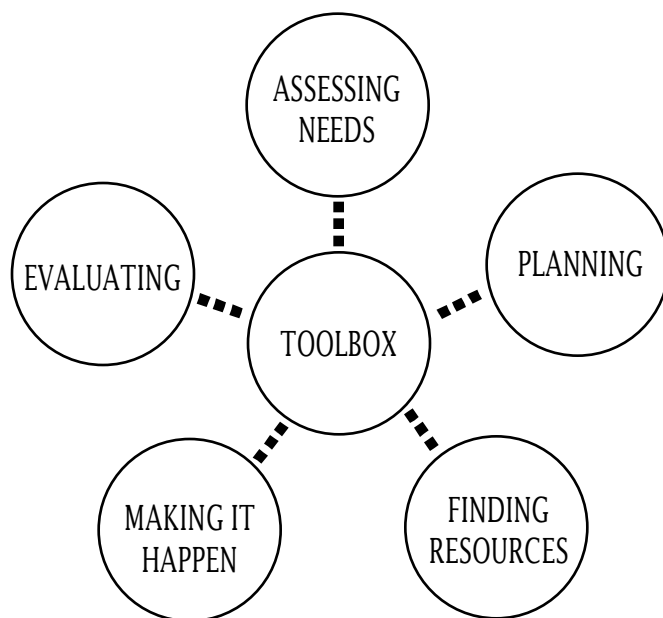 ASSESSING
NEEDS
PLANNING
EVALUATING
TOOLBOX
FINDING
RESOURCES
MAKING IT
HAPPEN